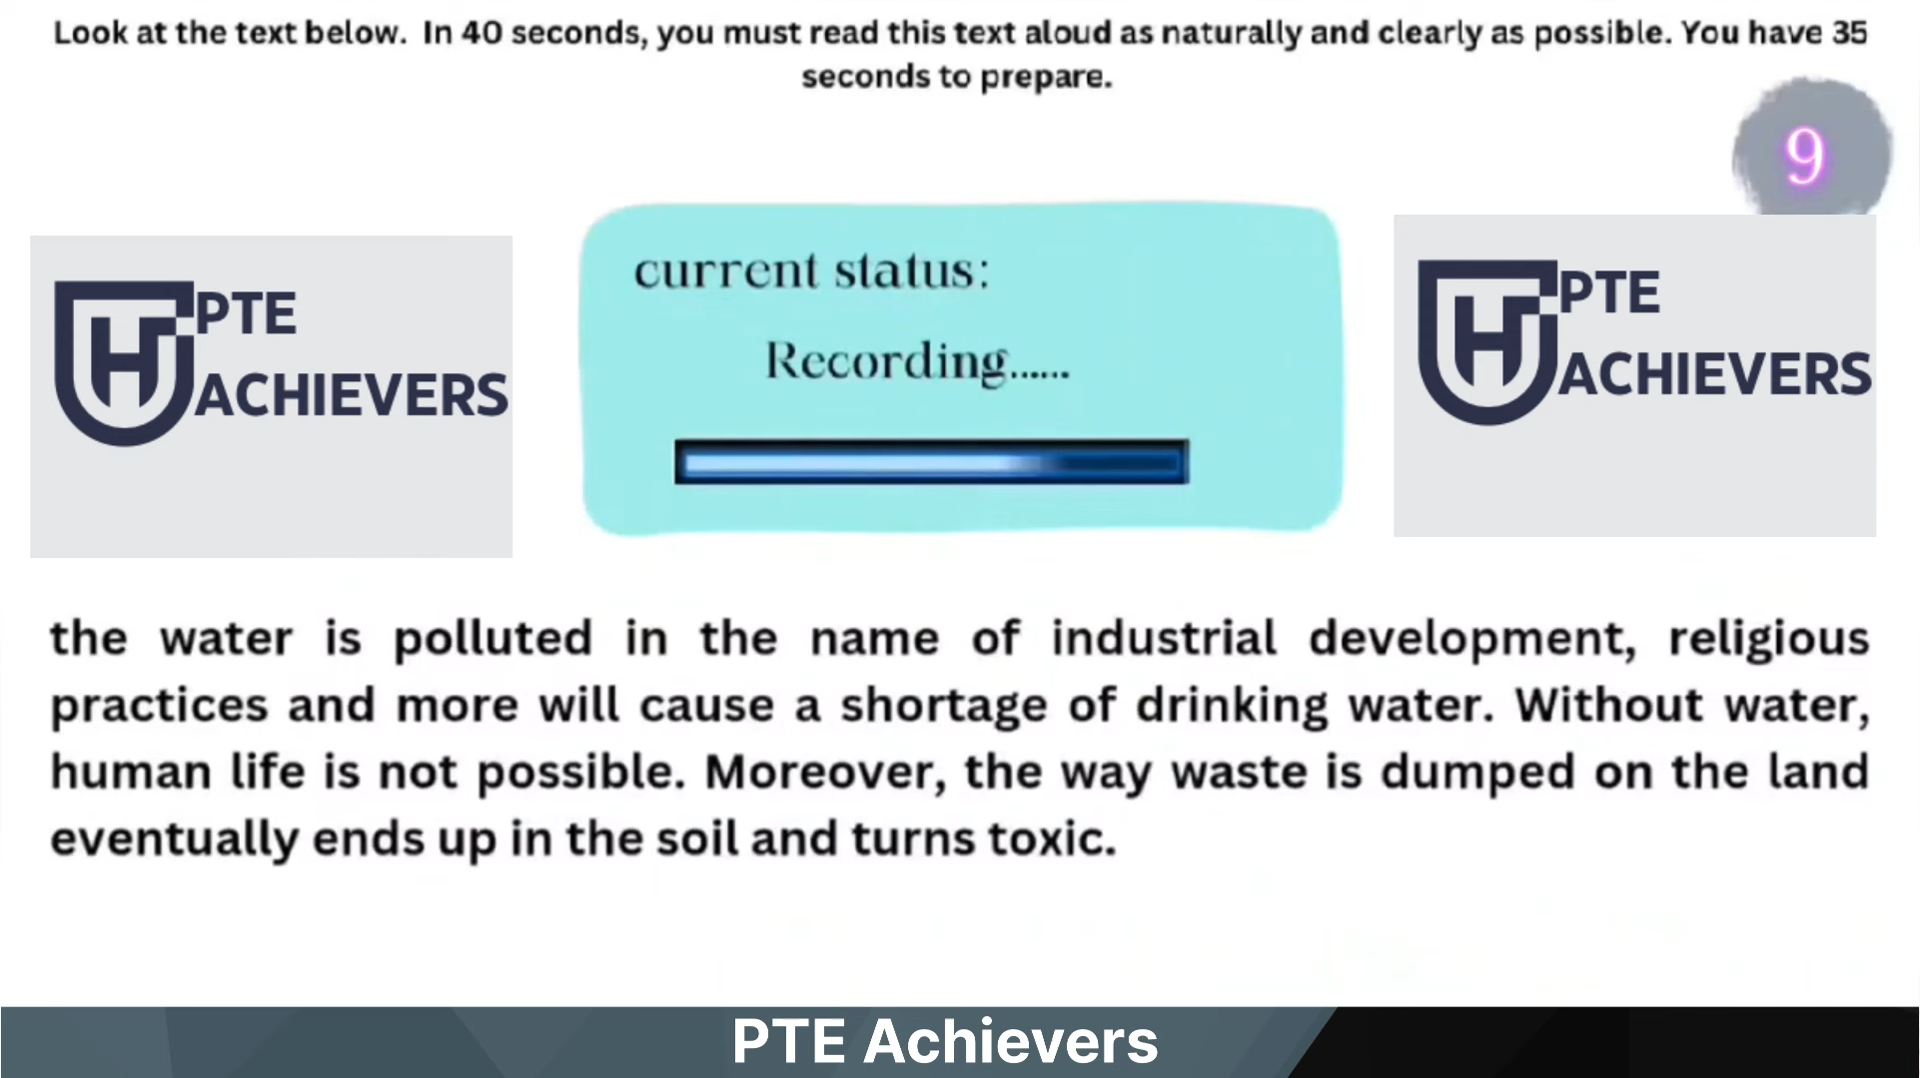 Look at the text below. In 40 seconds, you must read this text aloud as naturally and clearly as possible. You have 35
seconds to prepare.
9
current status:
Recording......
PTE
ACHIEVERS
PTE
ACHIEVERS
the water is polluted in the name of industrial development, religious
practices and more will cause a shortage of drinking water. Without water,
human life is not possible. Moreover, the way waste is dumped on the land
eventually ends up in the soil and turns toxic.
PTE Achievers